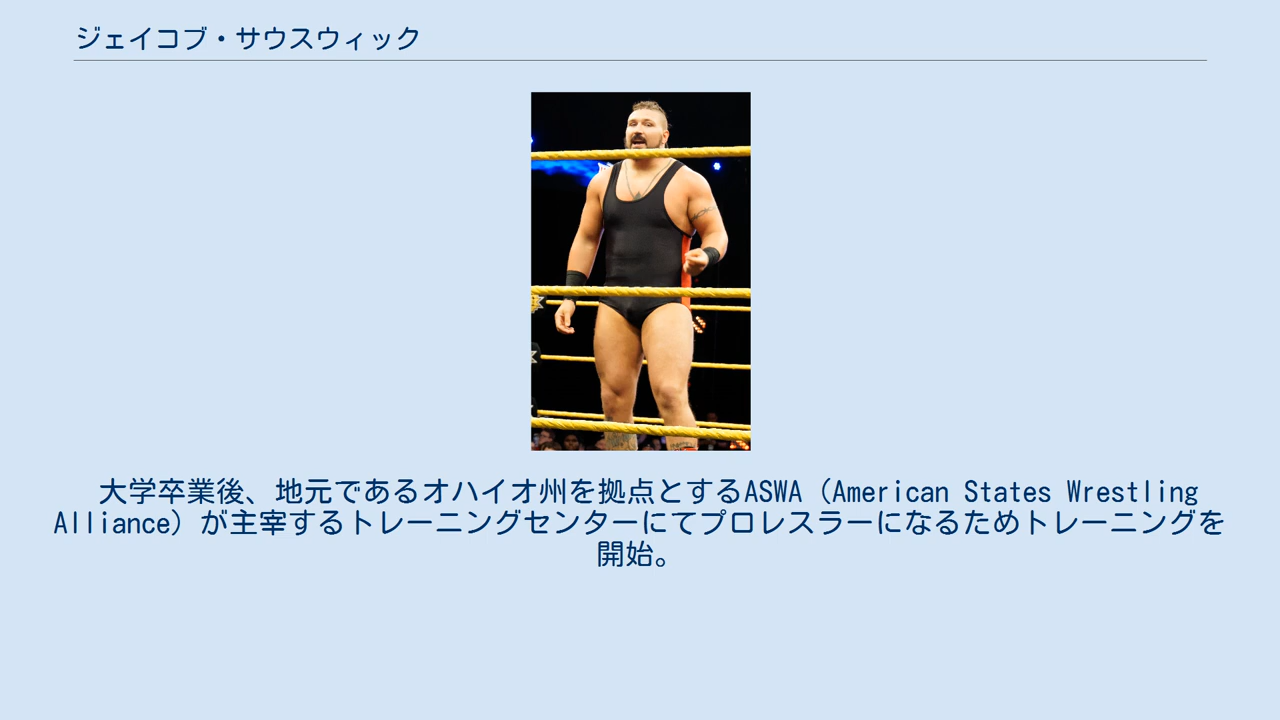 ジェイコブ・サウスウィック
大学卒業後、地元であるオハイオ州を拠点とするASWA（American States Wrestling
Alliance）が主宰するトレーニングセンターにてプロレスラーになるためトレーニングを
開始。